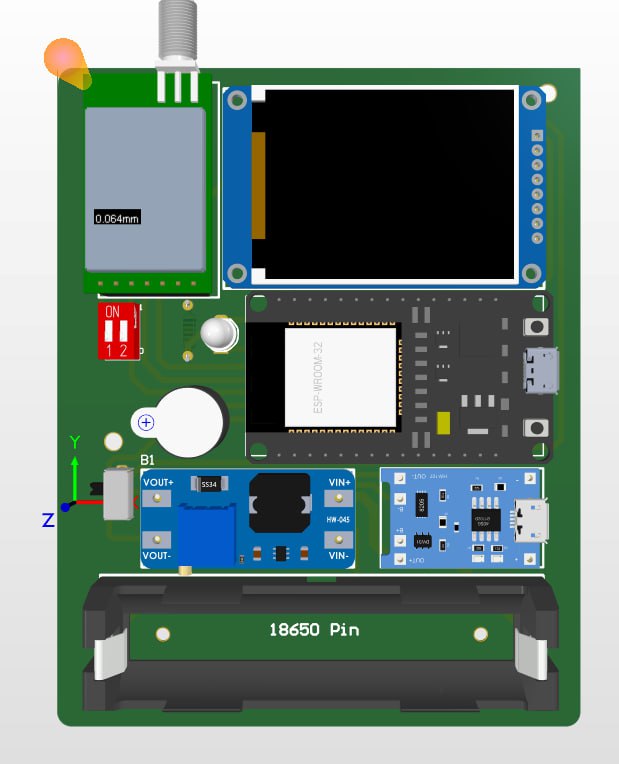 0.064mm
ON
1 2
ESP-WROOM-32
Y
Z
B1
VOUT+
SS34
VIN+
HW-045
VOUT-
VIN-
OUT-
B-
B+
OUT+
-
+
18650 Pin